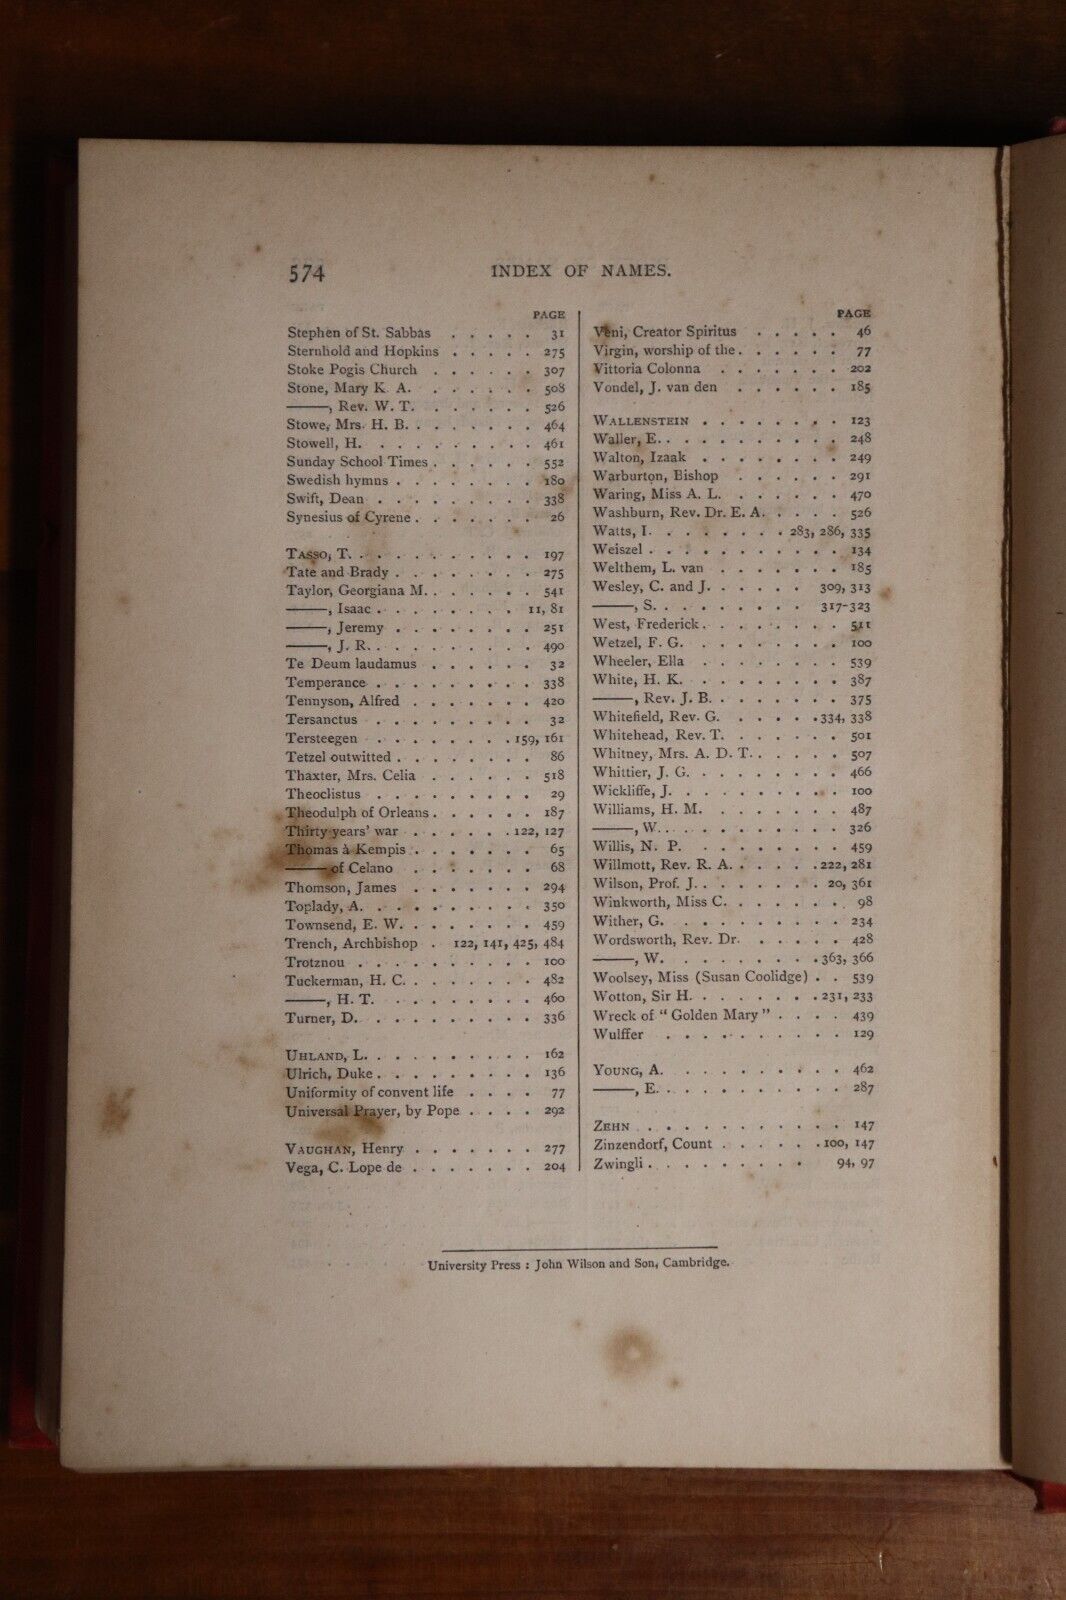 574 INDEX OF NAMES.
PAGE
Stephen of St. Sabbas . . . . . 31
Sternhold and Hopkins . . . . . 275
Stoke Pogis Church . . . . . . 307
Stone, Mary K. A. . . . . . . 508
——, Rev. W. T. . . . . . . 526
Stowe, Mrs. H. B. . . . . . . . 464
Stowell, H. . . . . . . . . . 461
Sunday School Times . . . . . . 552
Swedish hymns . . . . . . . . 180
Swift, Dean . . . . . . . . . 338
Synesius of Cyrene . . . . . . . 26
TASSO, T. . . . . . . . . . . 197
Tate and Brady . . . . . . . . 275
Taylor, Georgiana M. . . . . . . 541
——, Isaac . . . . . . . . 11, 81
——, Jeremy . . . . . . . . 251
——, J. R. . . . . . . . . . 490
Te Deum laudamus . . . . . . 32
Temperance . . . . . . . . . 338
Tennyson, Alfred . . . . . . . 420
Tersanctus . . . . . . . . . 32
Tersteegen . . . . . . . . 159, 161
Tetzel outwitted . . . . . . . . 86
Thaxter, Mrs. Celia . . . . . . 518
Theoclistus . . . . . . . . . 29
Theodulph of Orleans . . . . . . 187
Thirty years' war . . . . . . 122, 127
Thomas à Kempis . . . . . . . 65
—— of Celano . . . . . . . 68
Thomson, James . . . . . . . 294
Toplady, A. . . . . . . . . . 350
Townsend, E. W. . . . . . . . 459
Trench, Archbishop . 122, 141, 425, 484
Trotznou . . . . . . . . . . 100
Tuckerman, H. C. . . . . . . . 482
——, H. T. . . . . . . . . 460
Turner, D. . . . . . . . . . . 336
UHLAND, L. . . . . . . . . . 162
Ulrich, Duke . . . . . . . . . 136
Uniformity of convent life . . . . 77
Universal Prayer, by Pope . . . . 292
VAUGHAN, Henry . . . . . . . 277
Vega, C. Lope de . . . . . . . 204
PAGE
Veni, Creator Spiritus . . . . . 46
Virgin, worship of the . . . . . . 77
Vittoria Colonna . . . . . . . 202
Vondel, J. van den . . . . . . 185
WALLENSTEIN . . . . . . . . 123
Waller, E. . . . . . . . . . . 248
Walton, Izaak . . . . . . . . 249
Warburton, Bishop . . . . . . 291
Waring, Miss A. L. . . . . . . 470
Washburn, Rev. Dr. E. A. . . . . 526
Watts, I. . . . . . . . 283, 286, 335
Weiszel . . . . . . . . . . 134
Welthem, L. van . . . . . . . 185
Wesley, C. and J. . . . . . 309, 313
——, S. . . . . . . . . 317-323
West, Frederick . . . . . . . . 511
Wetzel, F. G. . . . . . . . . 100
Wheeler, Ella . . . . . . . . 539
White, H. K. . . . . . . . . 387
——, Rev. J. B. . . . . . . . 375
Whitefield, Rev. G. . . . . . 334, 338
Whitehead, Rev. T. . . . . . . 501
Whitney, Mrs. A. D. T. . . . . . 507
Whittier, J. G. . . . . . . . . 466
Wickliffe, J. . . . . . . . . . 100
Williams, H. M. . . . . . . . 487
——, W. . . . . . . . . . 326
Willis, N. P. . . . . . . . . 459
Willmott, Rev. R. A. . . . . . 222, 281
Wilson, Prof. J. . . . . . . . 20, 361
Winkworth, Miss C. . . . . . . 98
Wither, G. . . . . . . . . . 234
Wordsworth, Rev. Dr. . . . . . 428
——, W. . . . . . . . . 363, 366
Woolsey, Miss (Susan Coolidge) . . 539
Wotton, Sir H. . . . . . . . 231, 233
Wreck of "Golden Mary" . . . . 439
Wulffer . . . . . . . . . . 129
YOUNG, A. . . . . . . . . . 462
——, E. . . . . . . . . . . 287
ZEHN . . . . . . . . . . . 147
Zinzendorf, Count . . . . . . 100, 147
Zwingli . . . . . . . . . 94, 97
University Press : John Wilson and Son, Cambridge.